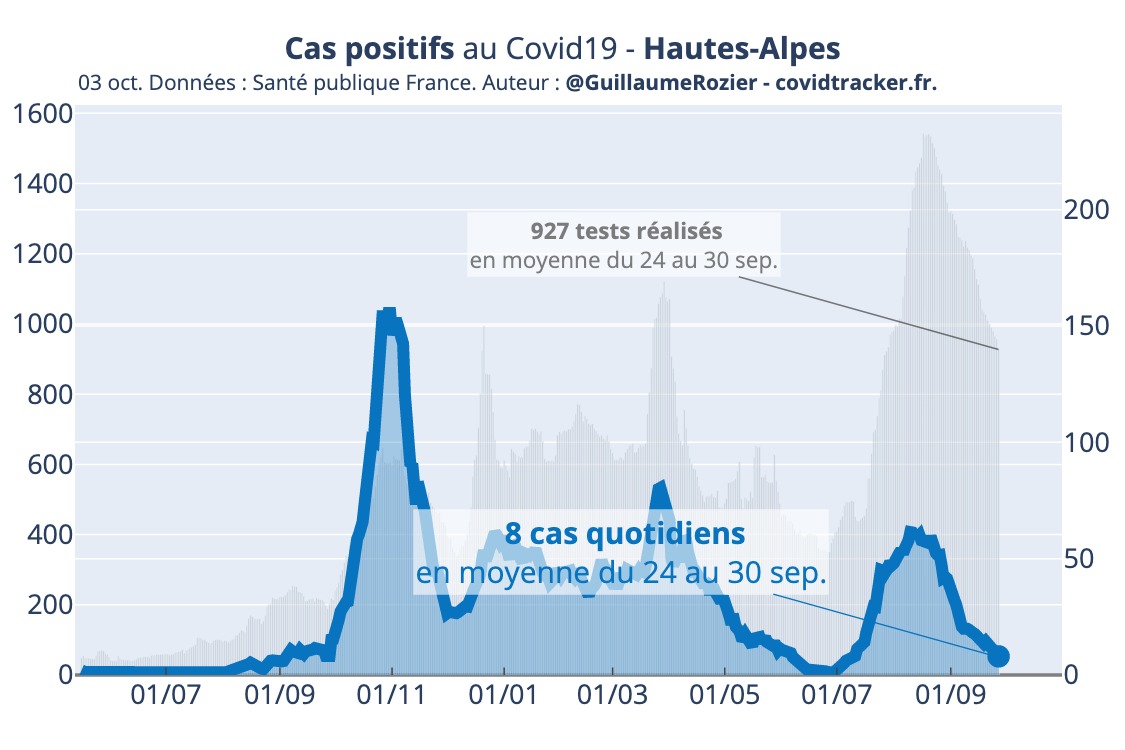 Cas positifs au Covid19 - Hautes-Alpes
03 oct. Données : Santé publique France. Auteur : @GuillaumeRozier - covidtracker.fr.
1600
1400
1200
1000
800
600
400
200
0
200
150
100
50
0
927 tests réalisés
en moyenne du 24 au 30 sep.
8 cas quotidiens
en moyenne du 24 au 30 sep.
01/07 01/09 01/11 01/01 01/03 01/05 01/07 01/09